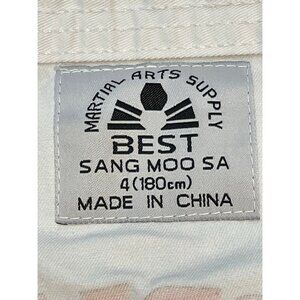 MARTIAL ARTS SUPPLY
BEST
SANG MOO SA
4(180cm)
MADE IN CHINA